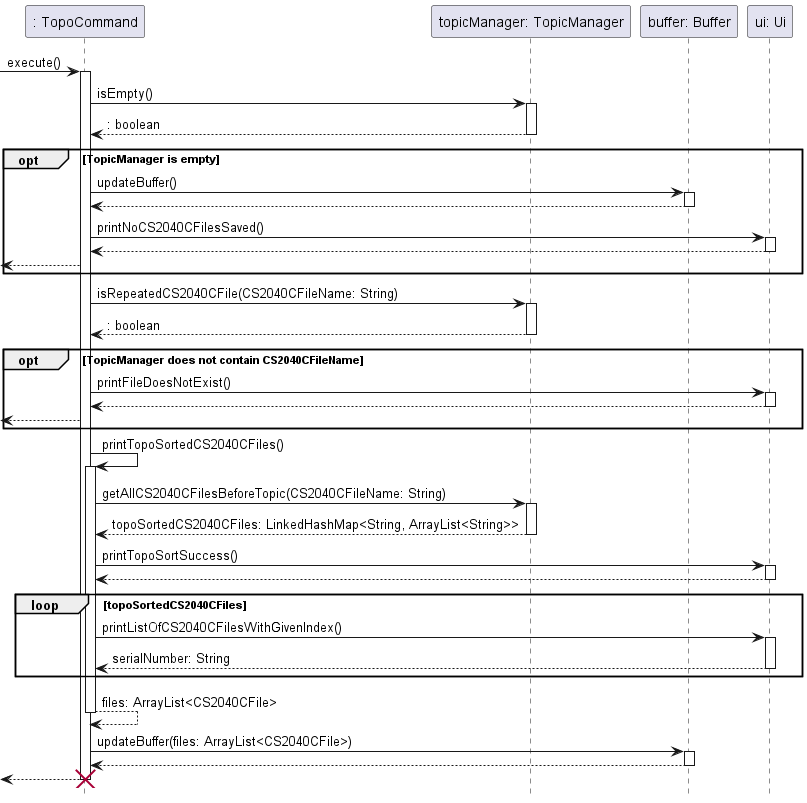 : TopoCommand
topicManager: TopicManager
buffer: Buffer
ui: Ui
execute()
isEmpty()
: boolean
opt
[TopicManager is empty]
updateBuffer()
printNoCS2040CFilesSaved()
isRepeatedCS2040CFile(CS2040CFileName: String)
: boolean
opt
[TopicManager does not contain CS2040CFileName]
printFileDoesNotExist()
printTopoSortedCS2040CFiles()
getAllCS2040CFilesBeforeTopic(CS2040CFileName: String)
topoSortedCS2040CFiles: LinkedHashMap<String, ArrayList<String>>
printTopoSortSuccess()
loop
[topoSortedCS2040CFiles]
printListOfCS2040CFilesWithGivenIndex()
serialNumber: String
files: ArrayList<CS2040CFile>
updateBuffer(files: ArrayList<CS2040CFile>)